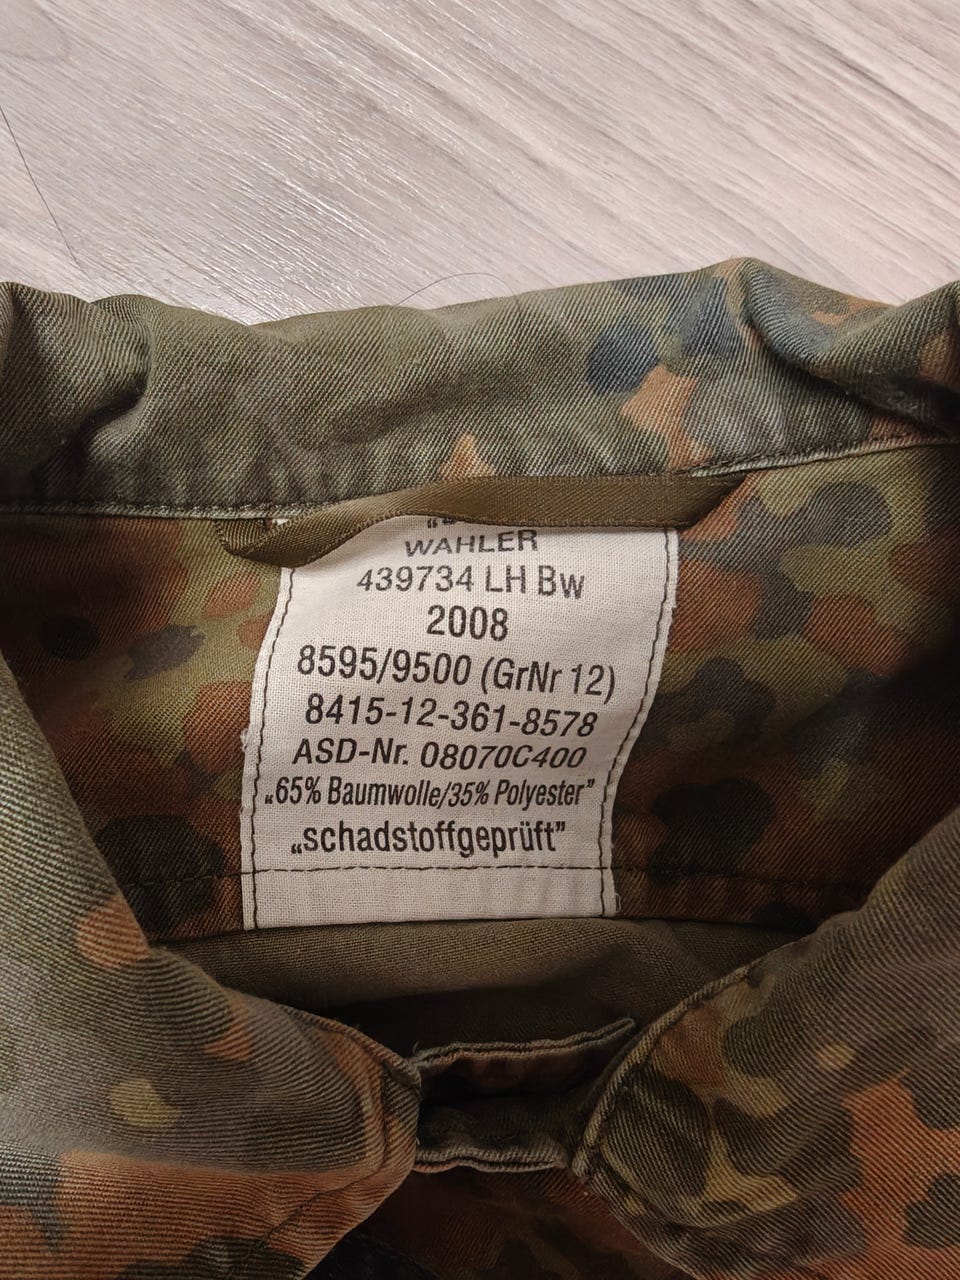 WAHLER
439734 LH Bw
2008
8595/9500 (GrNr 12)
8415-12-361-8578
ASD-Nr. 08070C400
„65% Baumwolle/35% Polyester”
„schadstoffgeprüft”